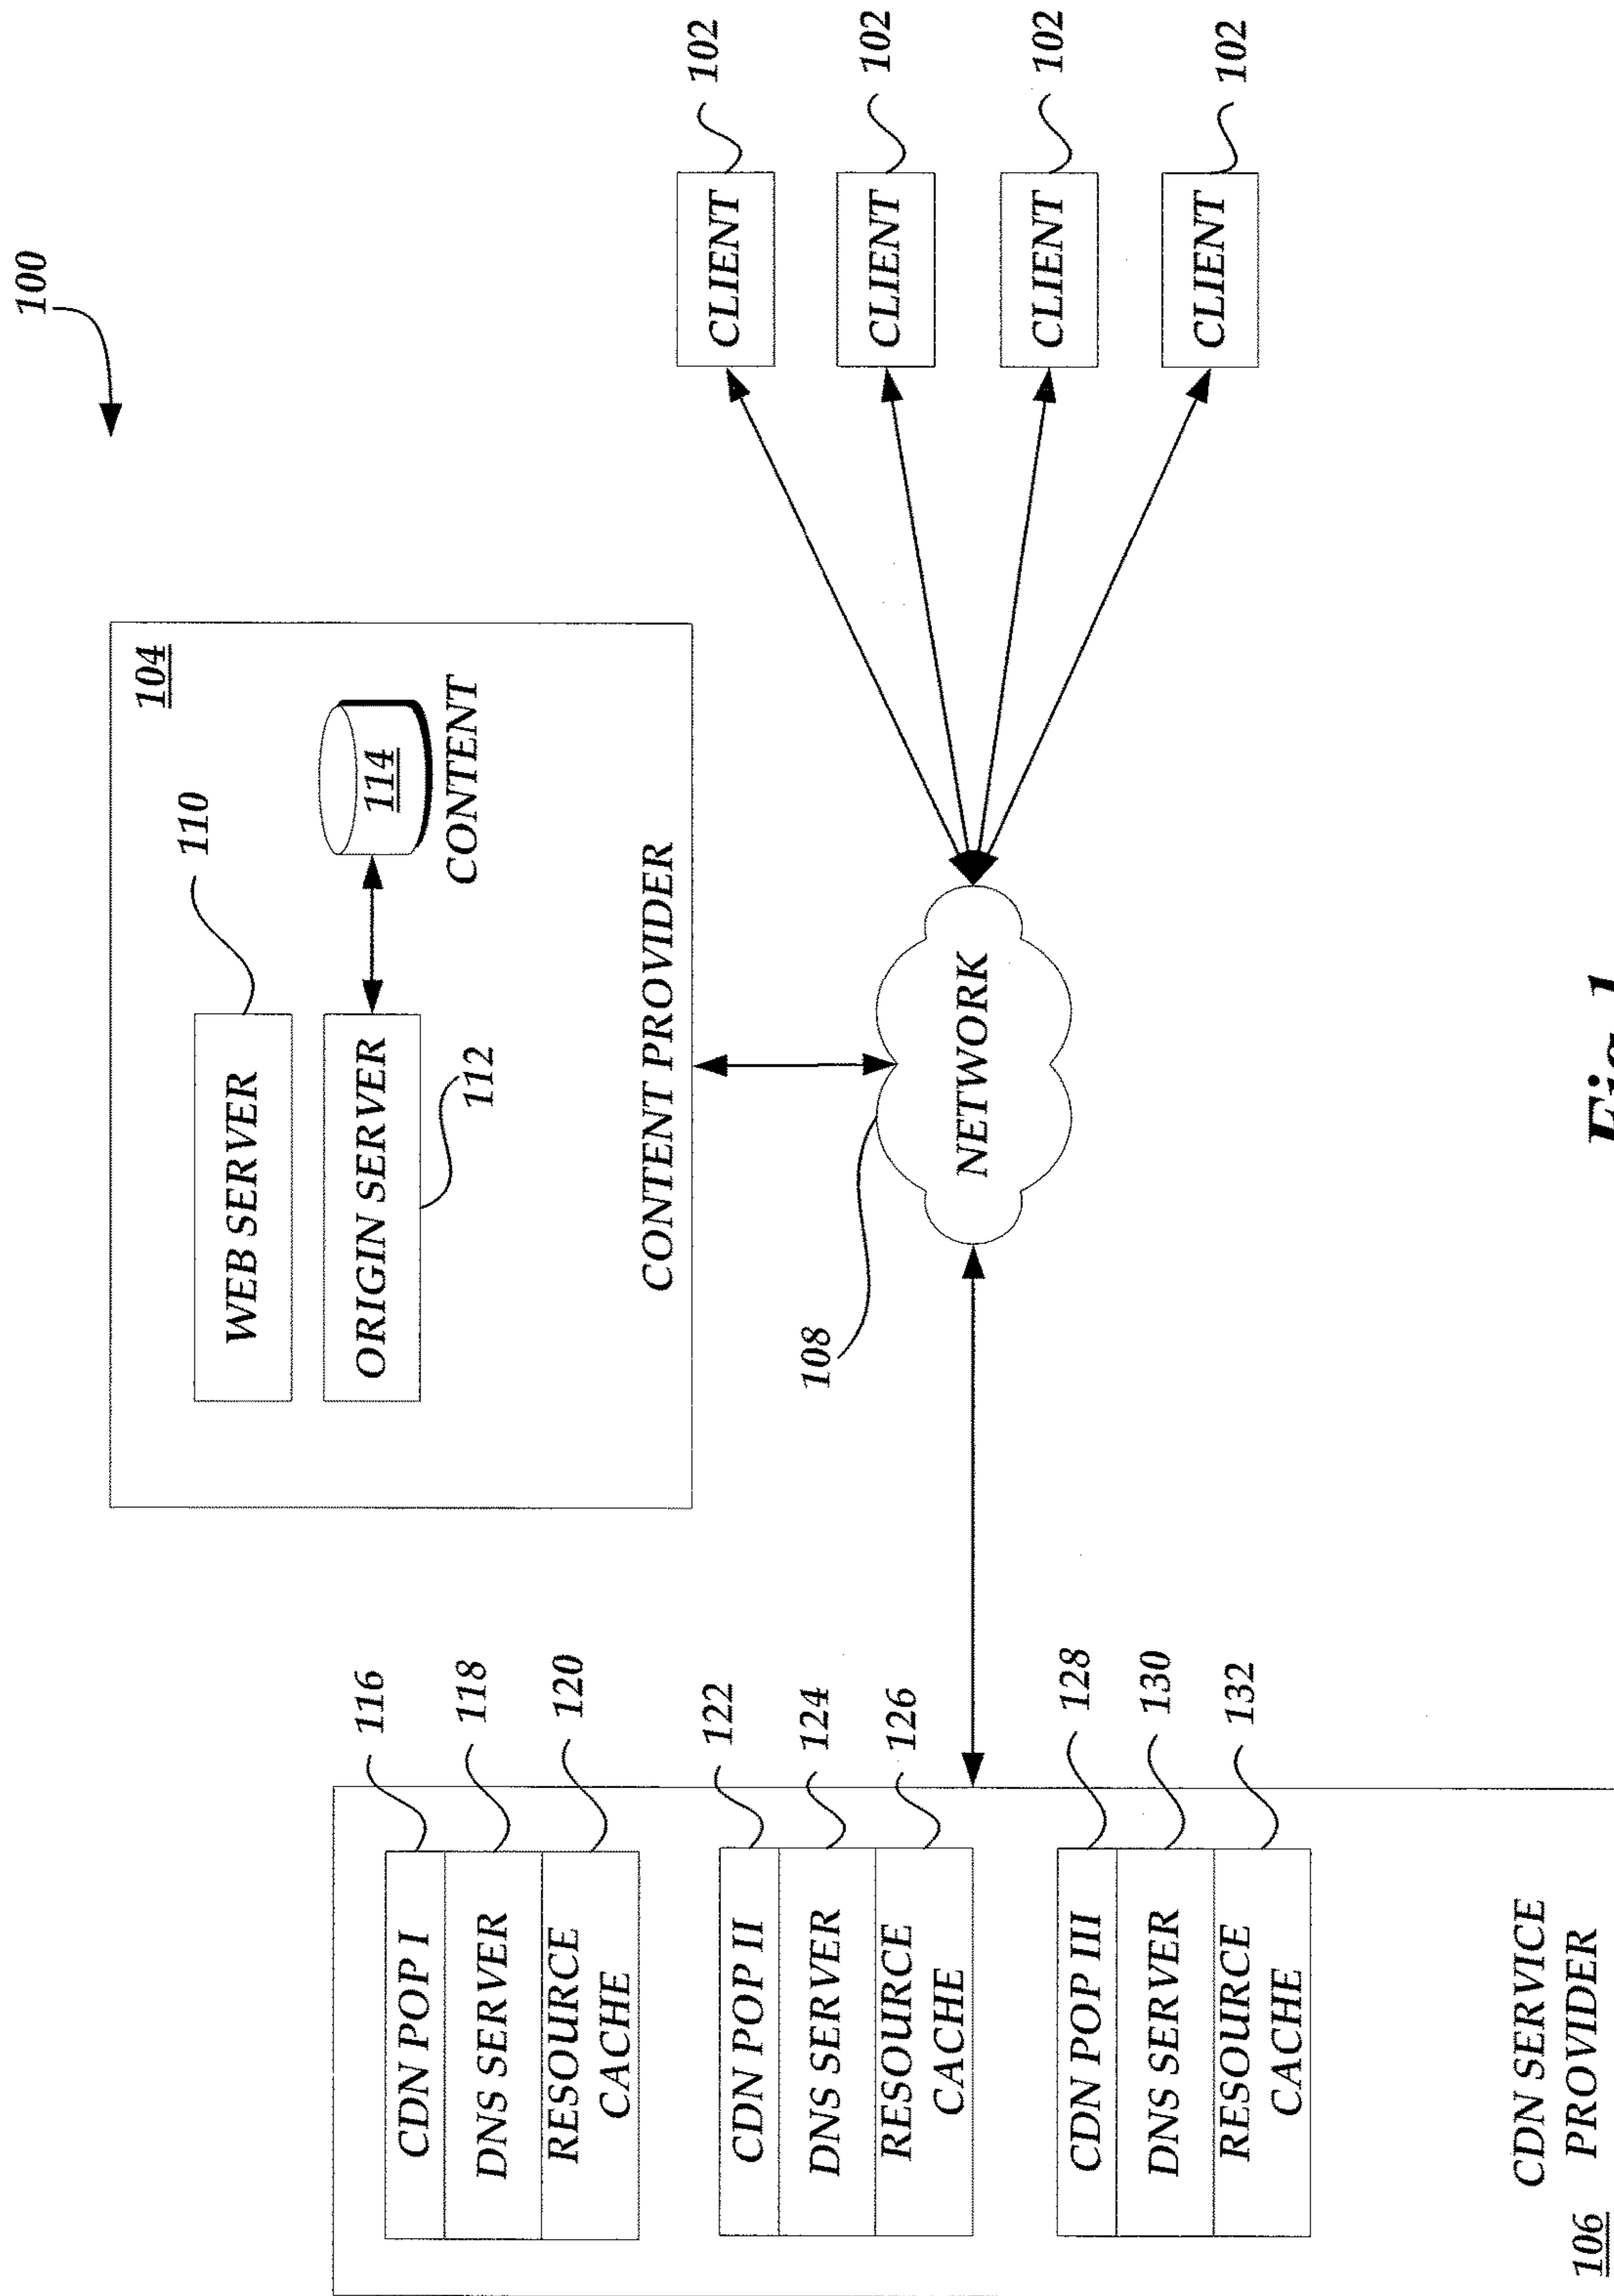 100
104
110
WEB SERVER
ORIGIN SERVER
112
114
CONTENT
CONTENT PROVIDER
116
CDN POP I
118
DNS SERVER
120
RESOURCE
CACHE
122
CDN POP II
124
DNS SERVER
126
RESOURCE
CACHE
128
CDN POP III
130
DNS SERVER
132
RESOURCE
CACHE
CDN SERVICE
106 PROVIDER
108
NETWORK
CLIENT
102
CLIENT
102
CLIENT
102
CLIENT
102
Fig. 1